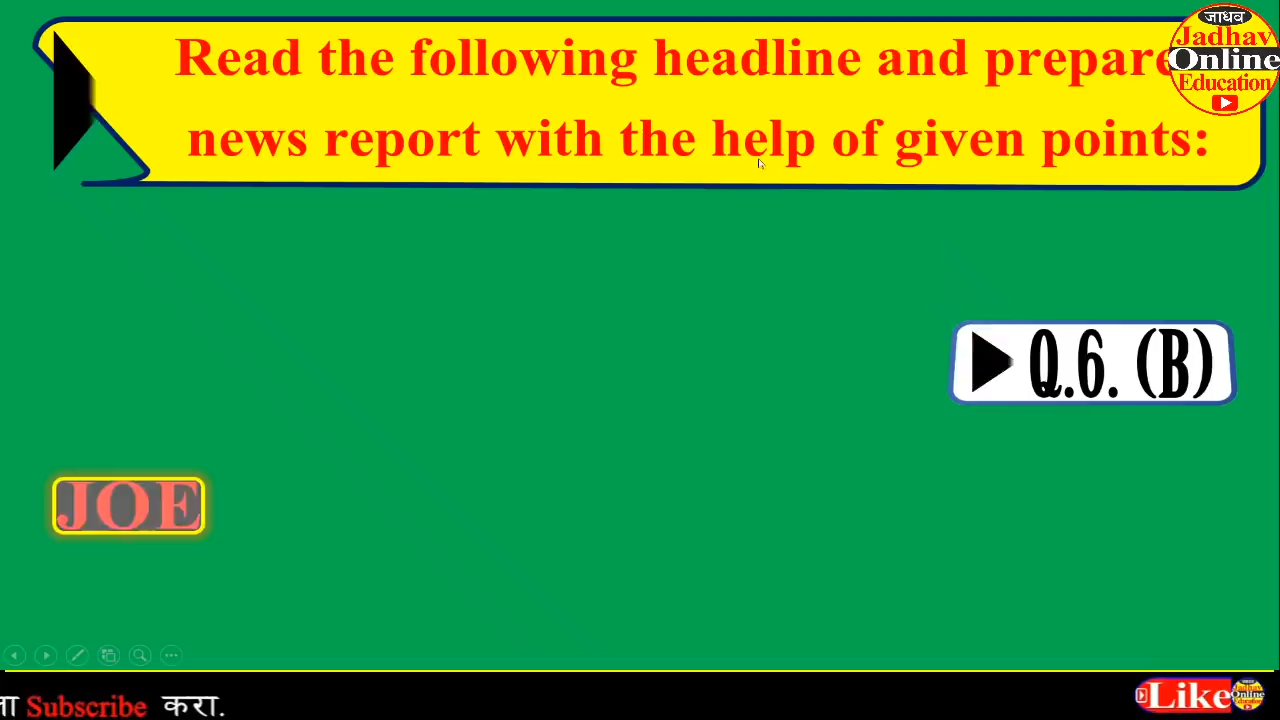 Read the following headline and prepare
news report with the help of given points:
जाधव
Jadhav
Online
Education
Q.6. (B)
JOE
Subscribe करा.
Like